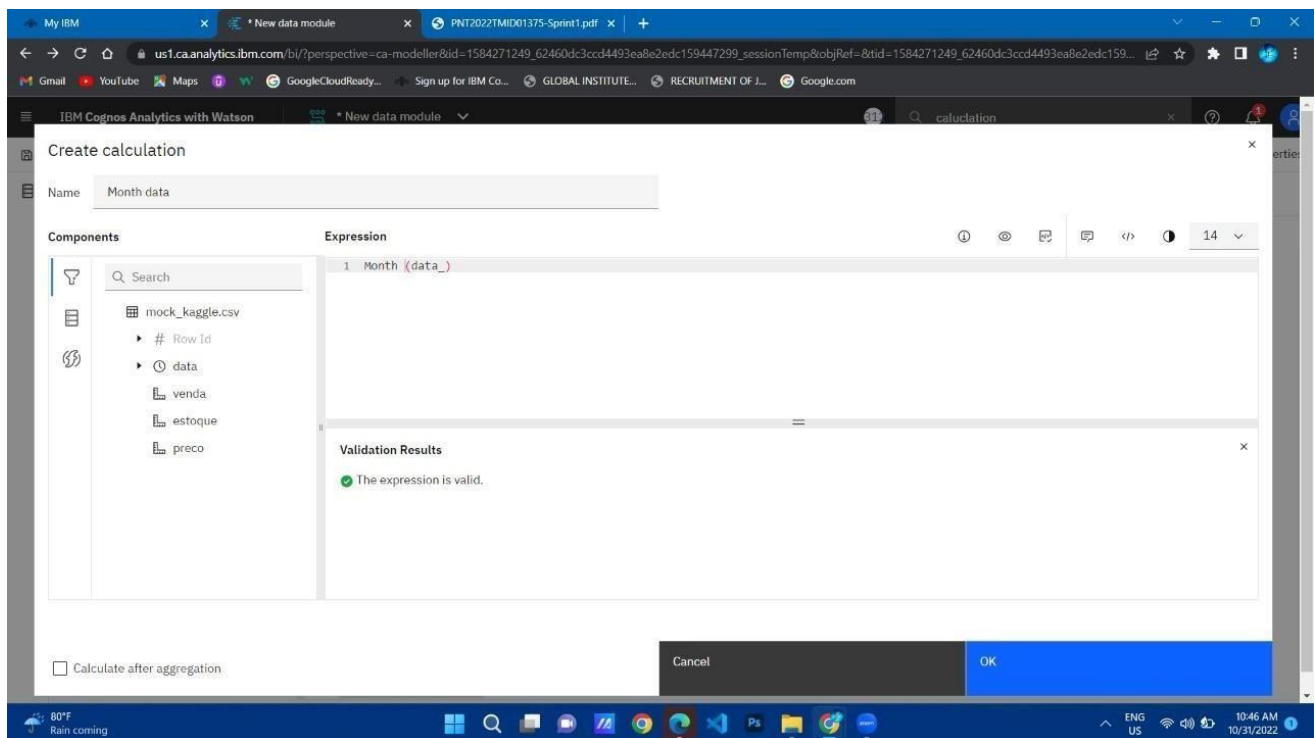 My IBM
* New data module
PNT2022TMID01375-Sprint1.pdf
us1.ca.analytics.ibm.com/bi/?perspective=ca-modeller&id=1584271249_62460dc3ccd4493ea8e2edc159447299_sessionTemp&objRef=&tid=1584271249_62460dc3ccd4493ea8e2edc159...
Gmail YouTube Maps GoogleCloudReady... Sign up for IBM Co... GLOBAL INSTITUTE... RECRUITMENT OF J... Google.com
IBM Cognos Analytics with Watson * New data module 31 caluclation 1
Create calculation
erties
Name Month data
Components Expression 14
Search
1 Month (data_)
mock_kaggle.csv
# Row Id
data
venda
estoque
preco
Validation Results
The expression is valid.
Calculate after aggregation
Cancel OK
80°F
Rain coming
ENG
US
10:46 AM
10/31/2022
1